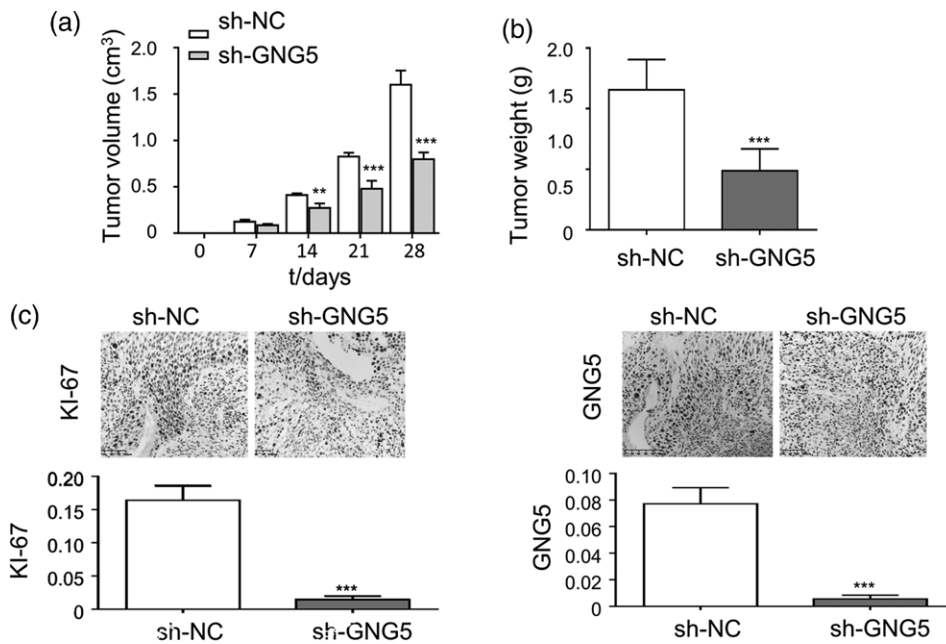 (a)
sh-NC
sh-GNG5
Tumor volume (cm³)
2.0
1.5
1.0
0.5
0
**
***
***
0 7 14 21 28
t/days
(b)
Tumor weight (g)
2.0
1.5
1.0
0.5
0
***
sh-NC sh-GNG5
(c)
sh-NC sh-GNG5
KI-67
KI-67
0.20
0.15
0.10
0.05
0
***
sh-NC sh-GNG5
sh-NC sh-GNG5
GNG5
GNG5
0.10
0.08
0.06
0.04
0.02
0
***
sh-NC sh-GNG5